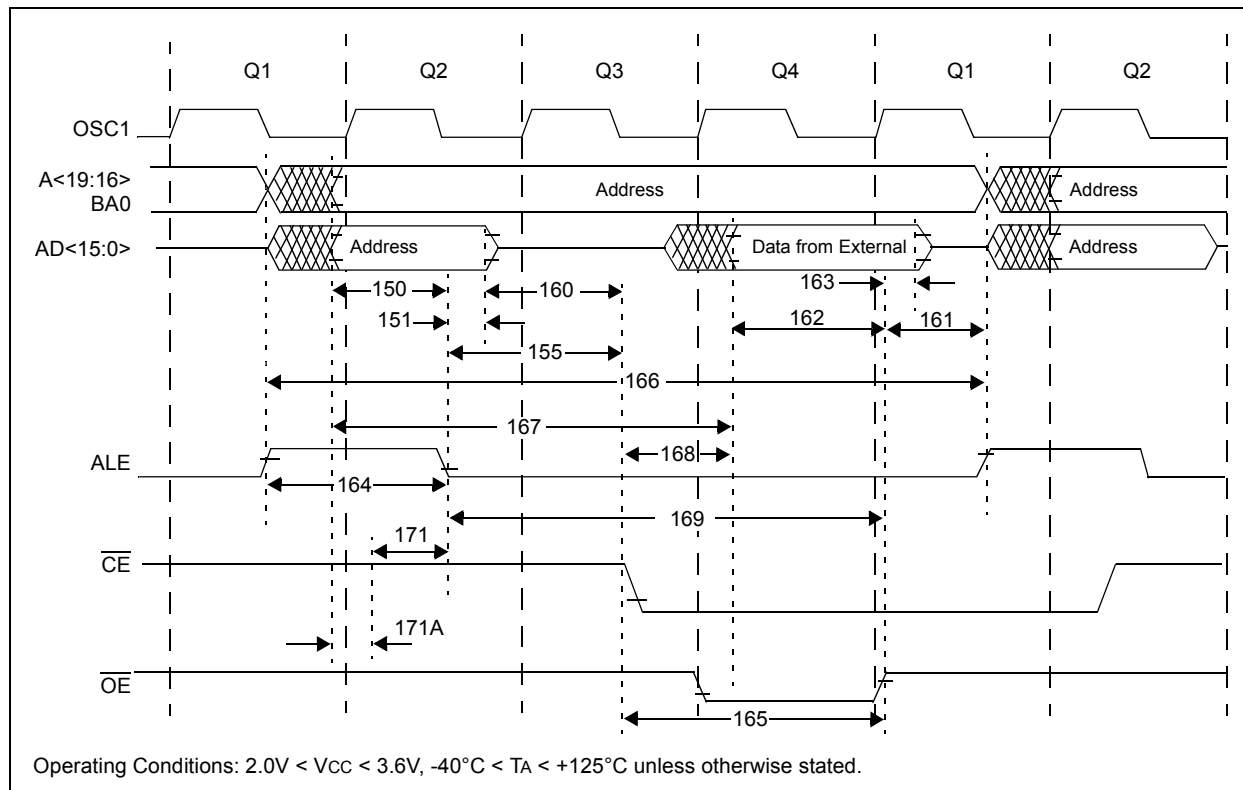 Q1 Q2 Q3 Q4 Q1 Q2
OSC1
A<19:16>
BA0
Address Address
AD<15:0>
Address Data from External Address
150 160 163
151 162 161
155
166
167
168
ALE
164
169
171
CE
171A
OE
165
Operating Conditions: 2.0V < VCC < 3.6V, -40°C < TA < +125°C unless otherwise stated.